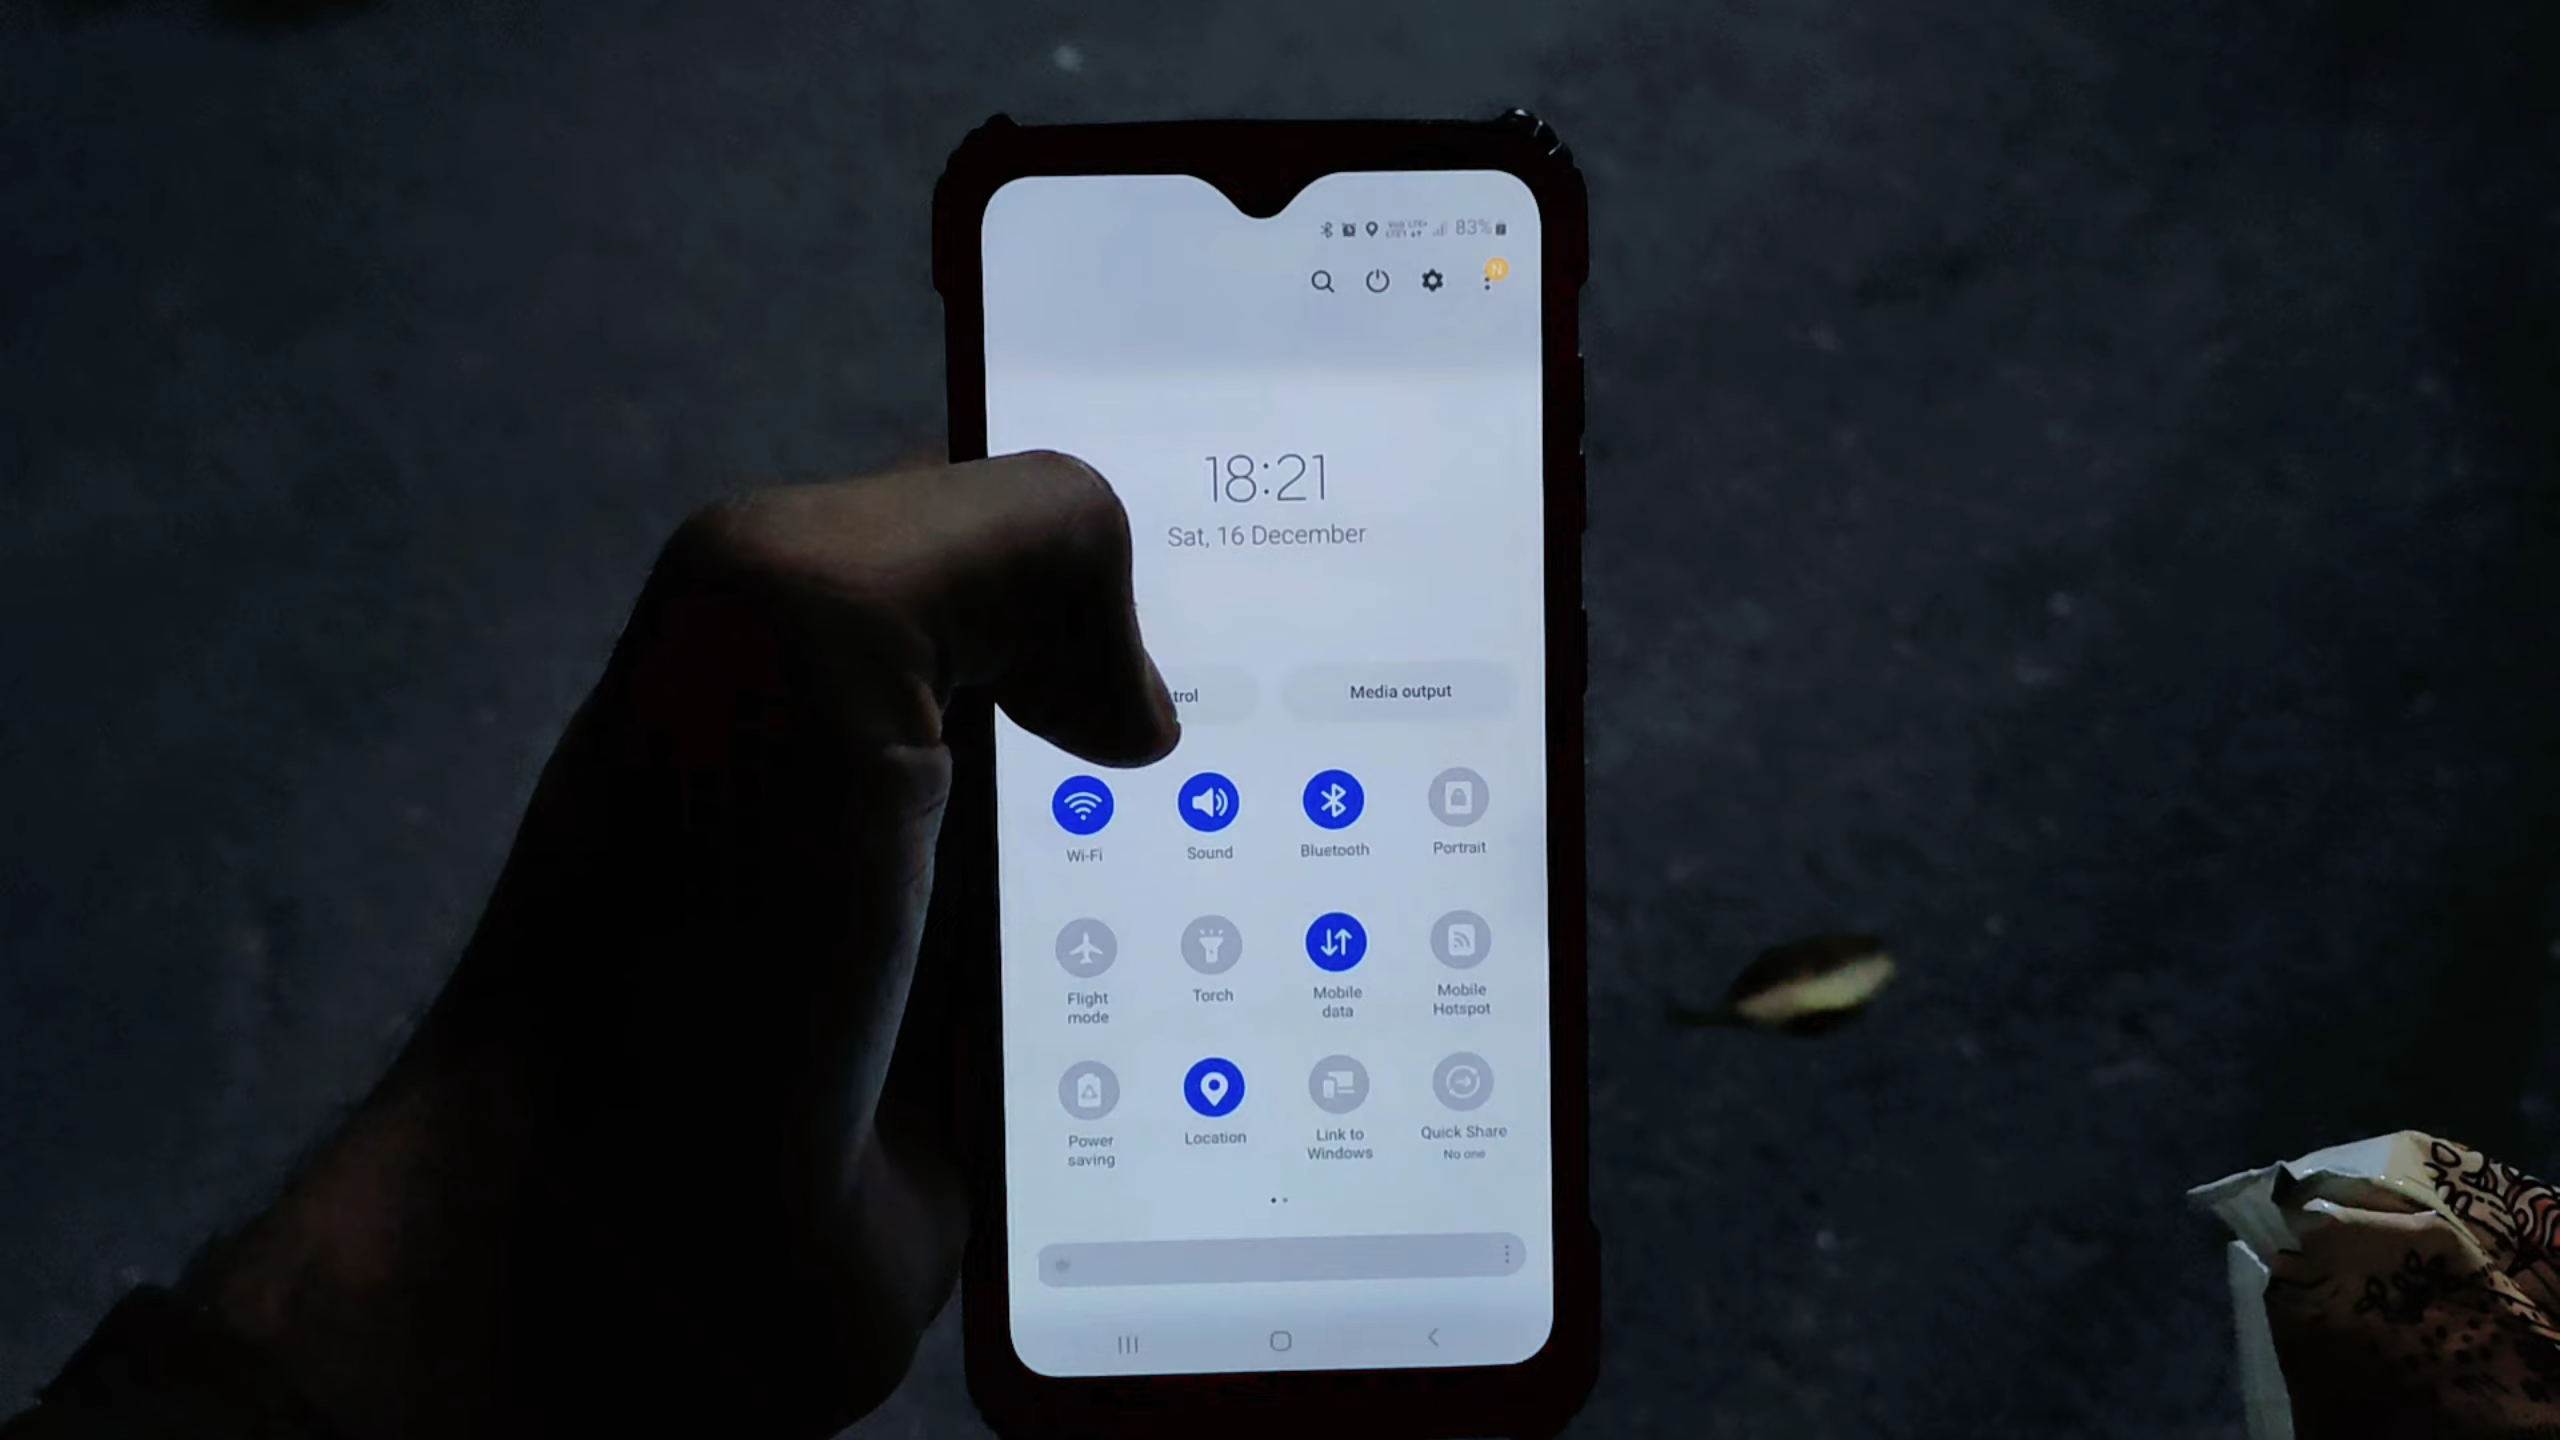 83%
N
18:21
Sat, 16 December
trol
Media output
Wi-Fi
Sound
Bluetooth
Portrait
Flight
mode
Torch
Mobile
data
Mobile
Hotspot
Power
saving
Location
Link to
Windows
Quick Share
No one